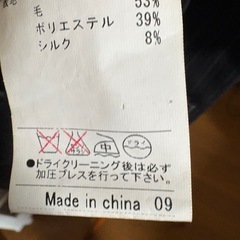 毛 53%
ポリエステル 39%
シルク 8%
中
ドライ
●ドライクリーニング後は必ず
加圧プレスを行って下さい。
Made in china 09